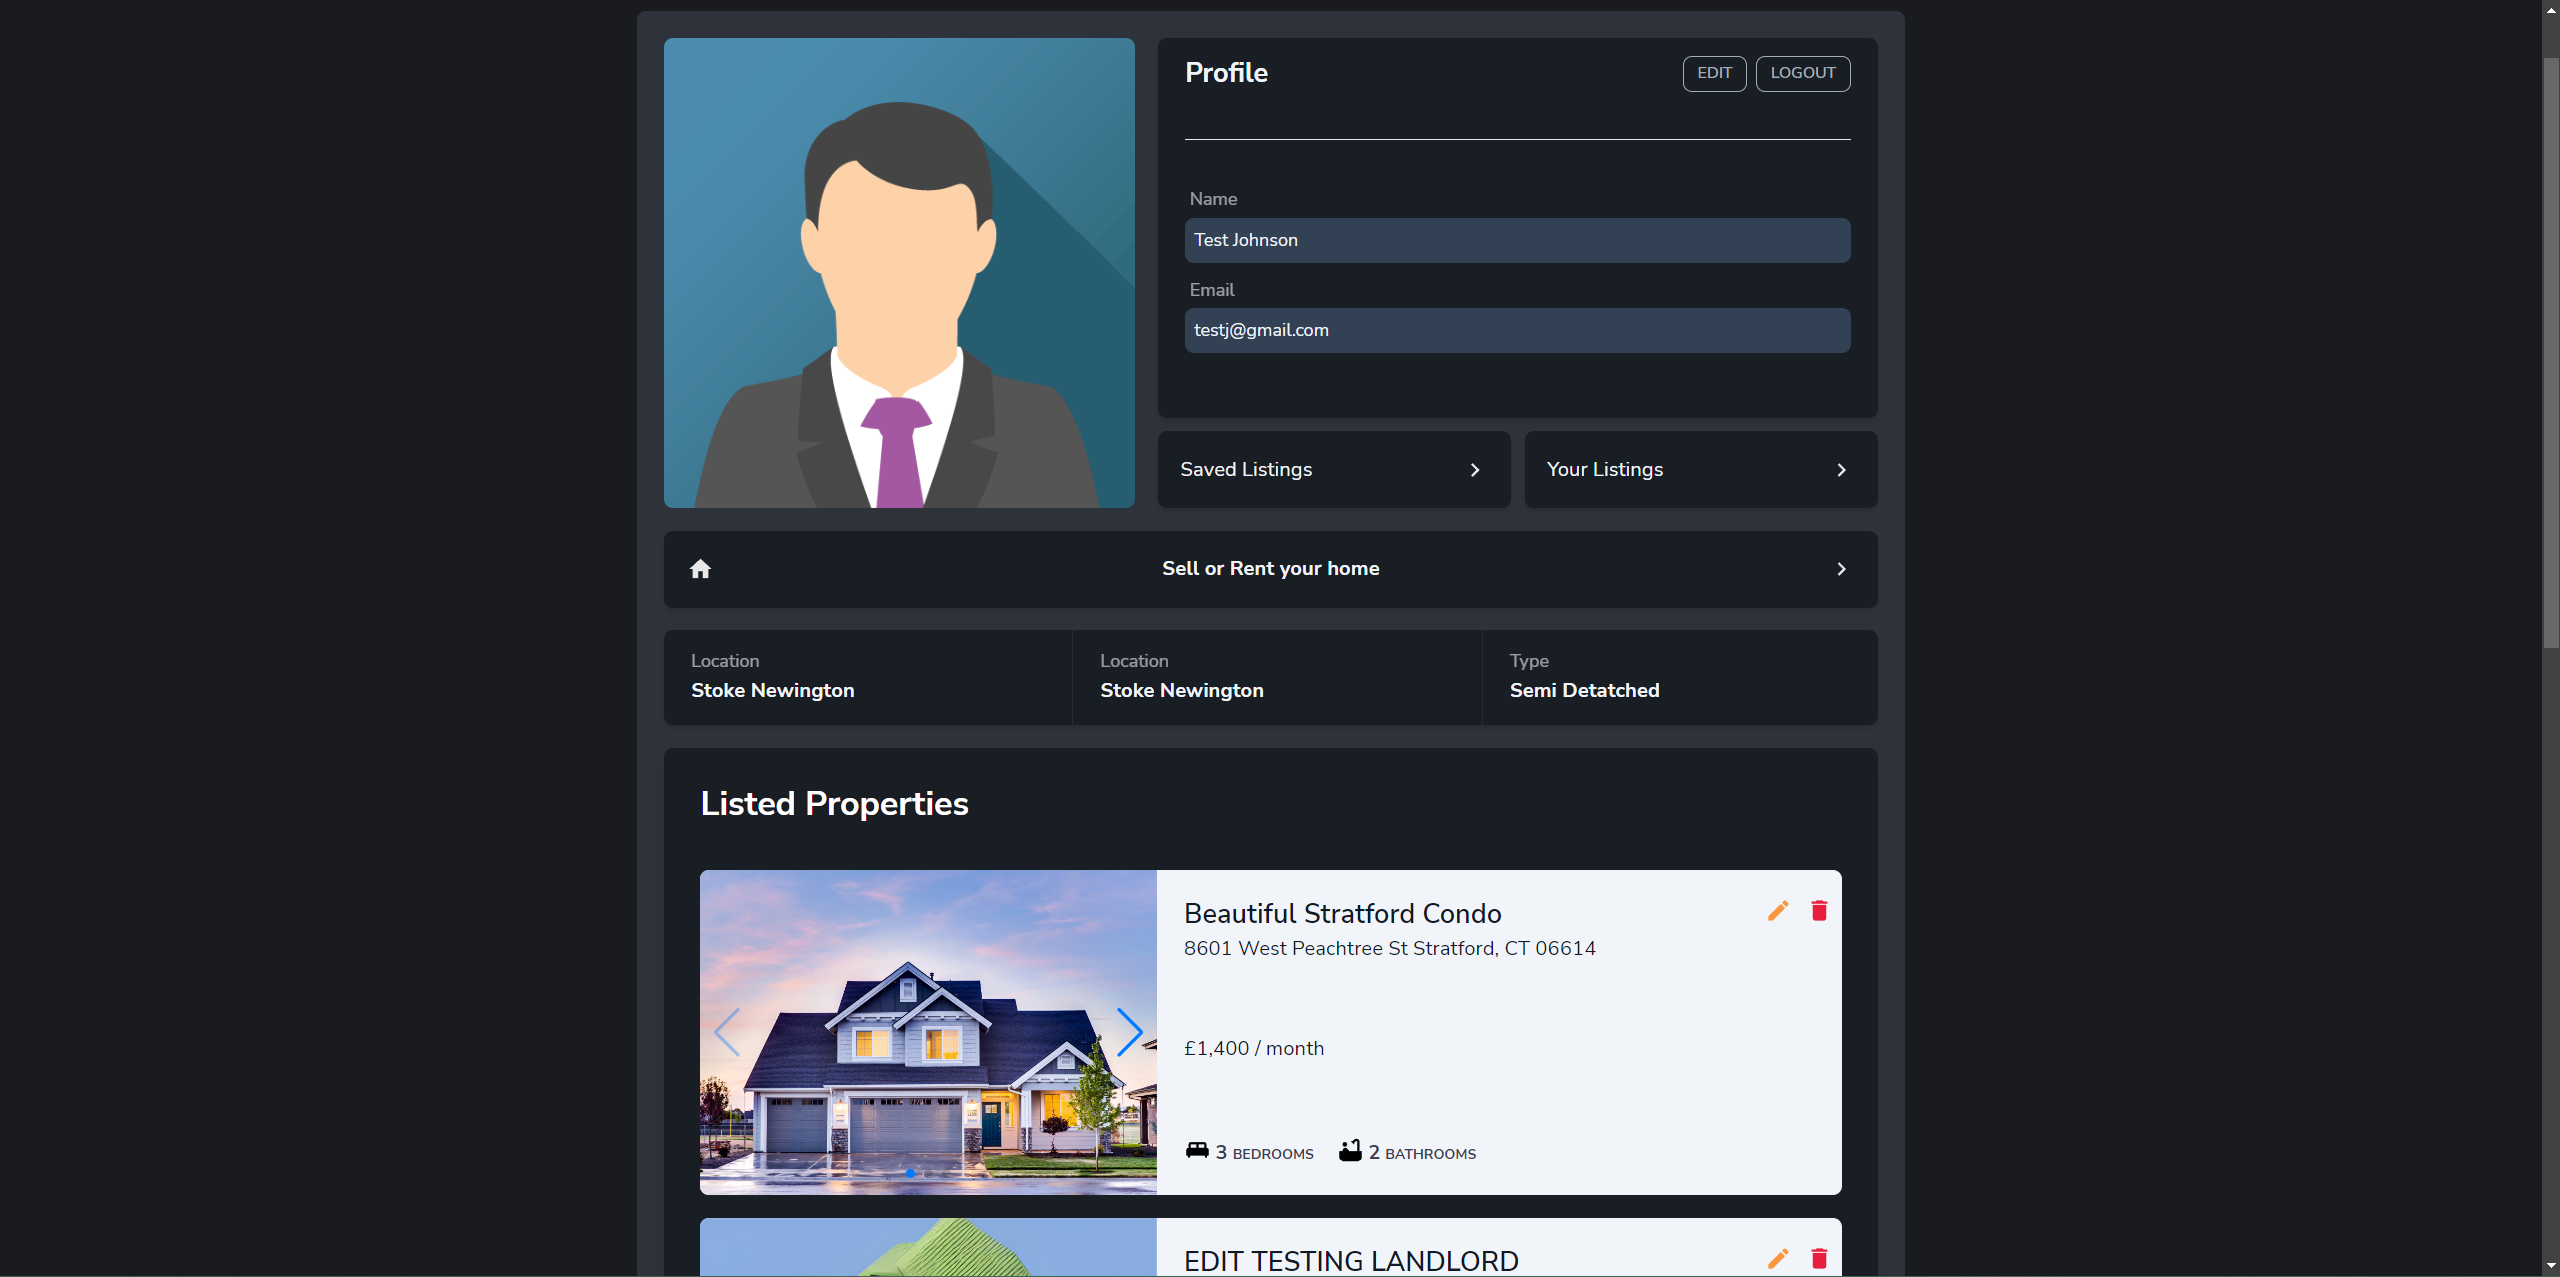 Profile
EDIT
LOGOUT
Name
Test Johnson
Email
testj@gmail.com
Saved Listings
Your Listings
Sell or Rent your home
Location
Stoke Newington
Location
Stoke Newington
Type
Semi Detatched
Listed Properties
Beautiful Stratford Condo
8601 West Peachtree St Stratford, CT 06614
£1,400 / month
3 BEDROOMS 2 BATHROOMS
EDIT TESTING LANDLORD